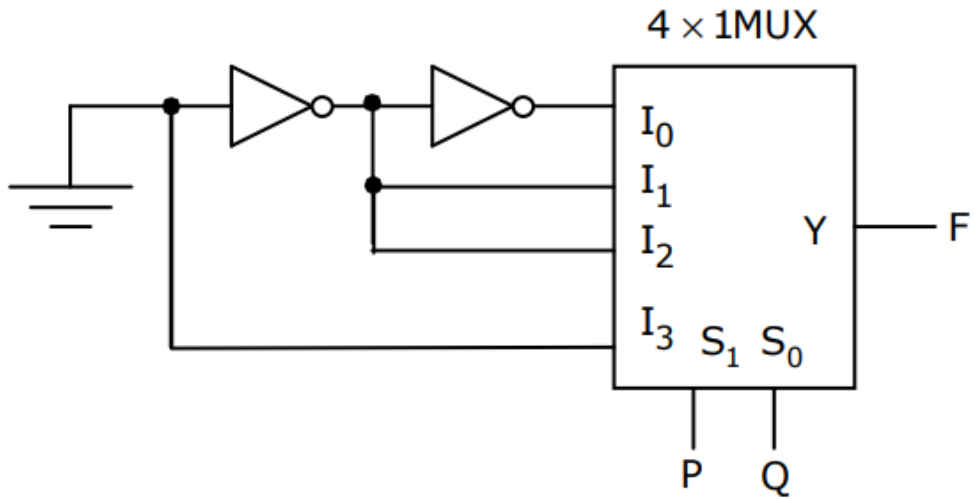 4 × 1MUX
I₀
I₁
Y
F
I₂
I₃
S₁ S₀
P Q